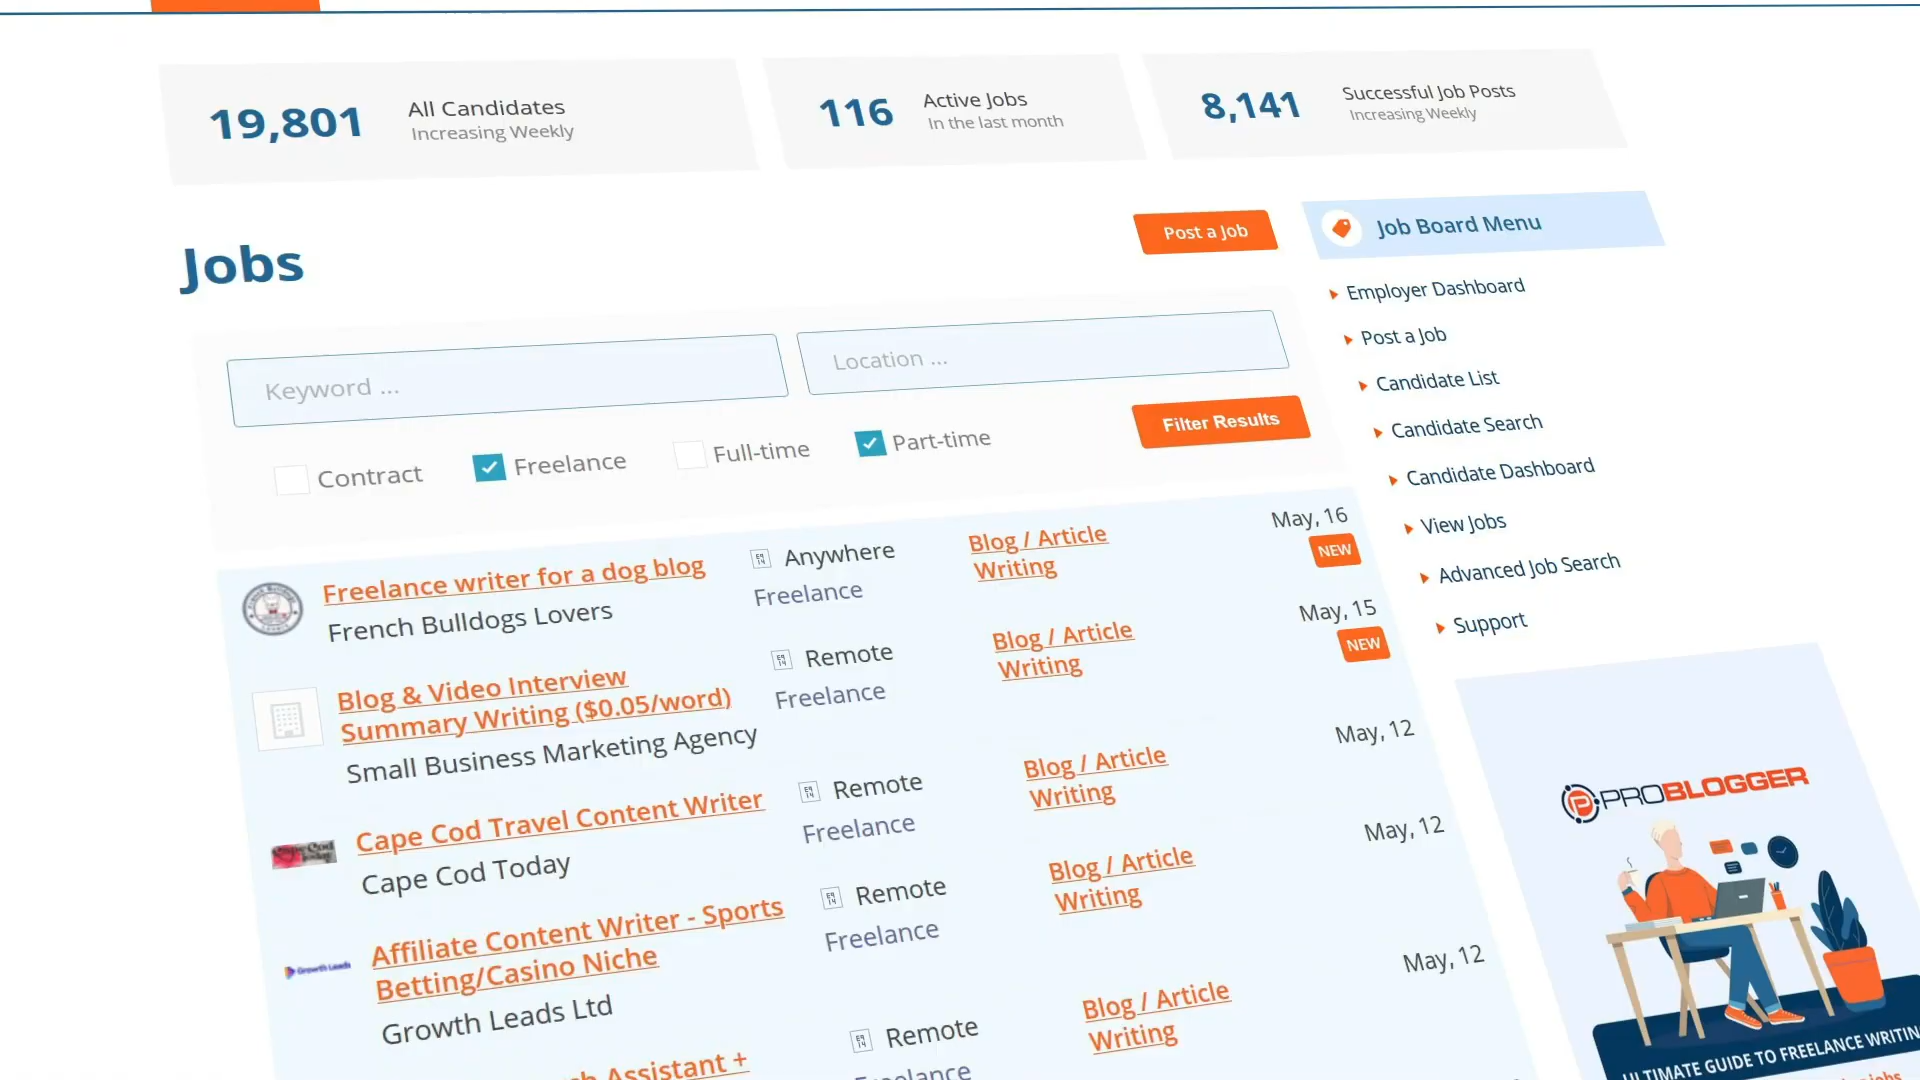 19,801
All Candidates
Increasing Weekly
116
Active Jobs
In the last month
8,141
Successful Job Posts
Increasing Weekly
Jobs
Post a Job
Keyword ...
Location ...
Contract
Freelance
Full-time
Part-time
Filter Results
Freelance writer for a dog blog
French Bulldogs Lovers
Anywhere
Freelance
Blog / Article
Writing
May, 16
NEW
Blog & Video Interview
Summary Writing ($0.05/word)
Small Business Marketing Agency
Remote
Freelance
Blog / Article
Writing
May, 15
NEW
Cape Cod Travel Content Writer
Cape Cod Today
Remote
Freelance
Blog / Article
Writing
May, 12
Affiliate Content Writer - Sports
Betting/Casino Niche
Growth Leads Ltd
Growth Leads
Remote
Freelance
Blog / Article
Writing
May, 12
Assistant +
Remote
Freelance
Blog / Article
Writing
May, 12
Job Board Menu
Employer Dashboard
Post a Job
Candidate List
Candidate Search
Candidate Dashboard
View Jobs
Advanced Job Search
Support
PROBLOGGER
ULTIMATE GUIDE TO FREELANCE WRITIN